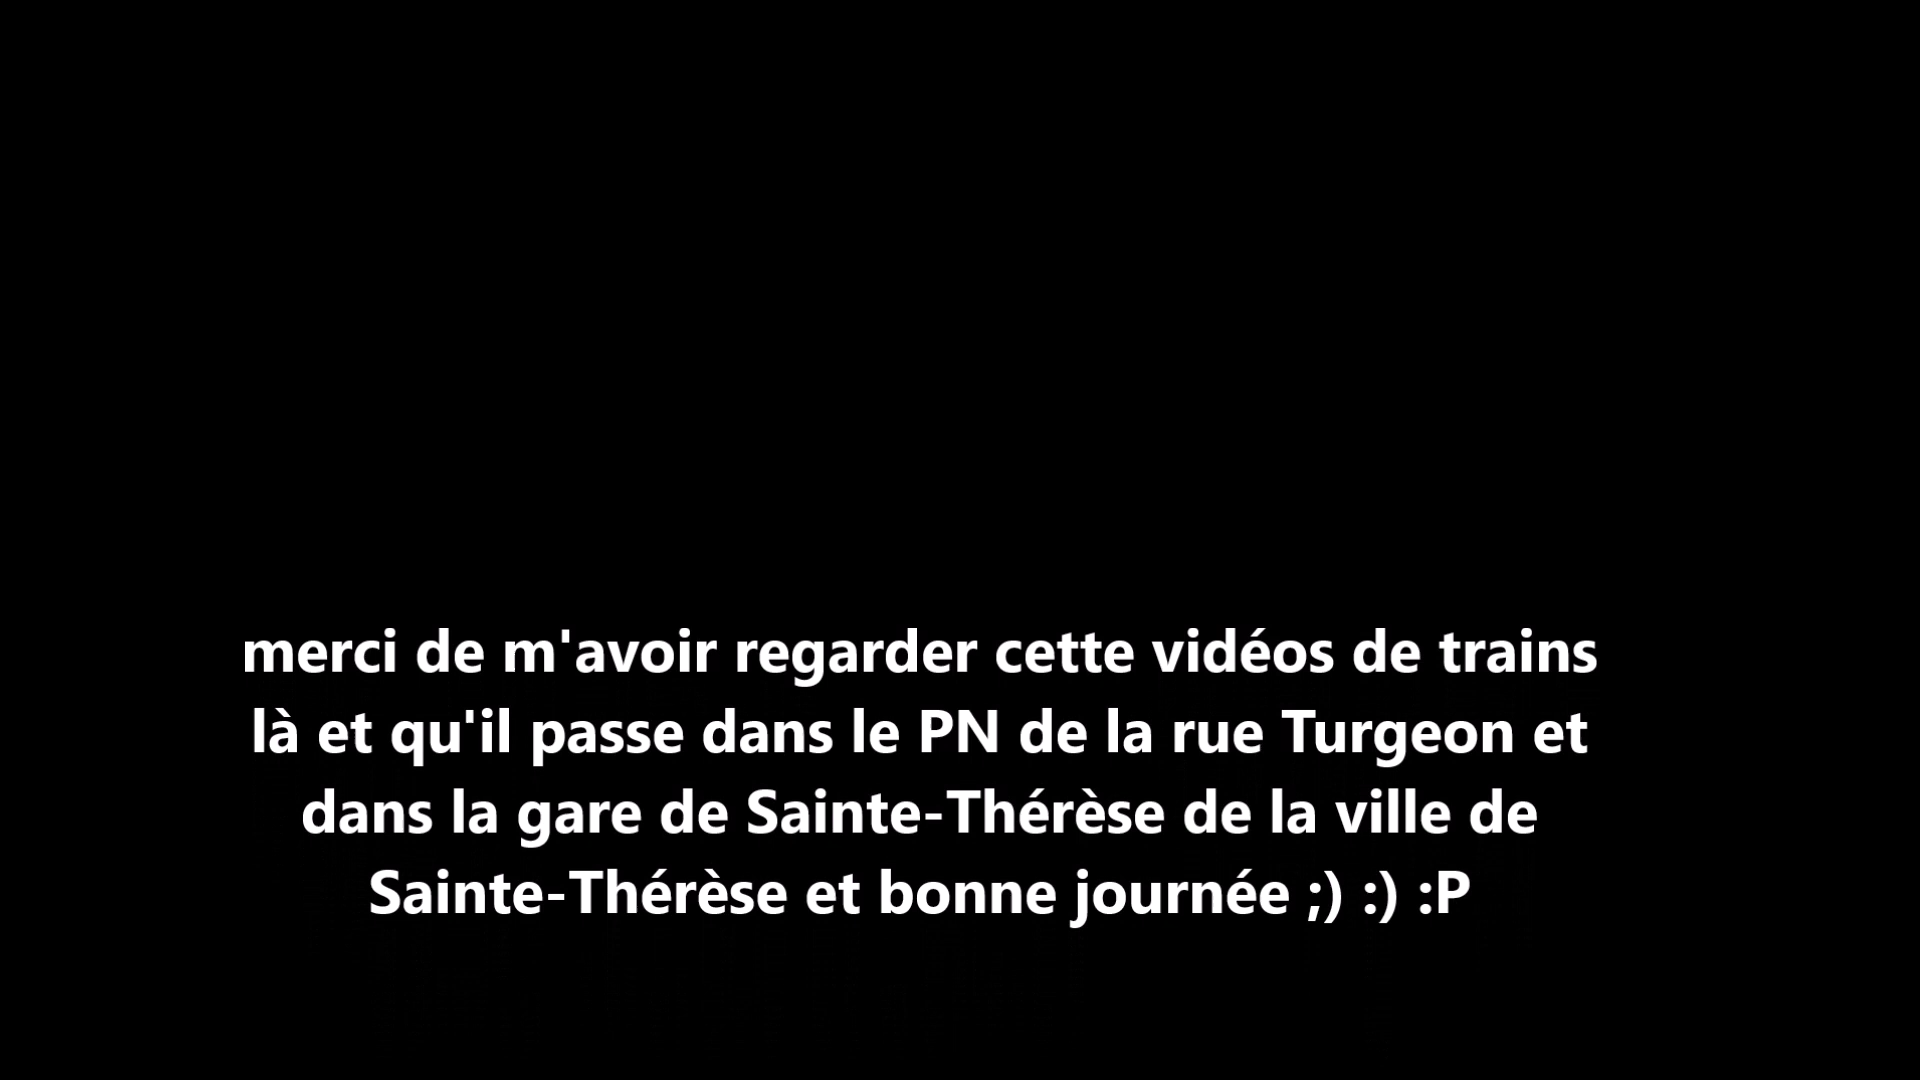 merci de m'avoir regarder cette vidéos de trains
là et qu'il passe dans le PN de la rue Turgeon et
dans la gare de Sainte-Thérèse de la ville de
Sainte-Thérèse et bonne journée ;) :) :P